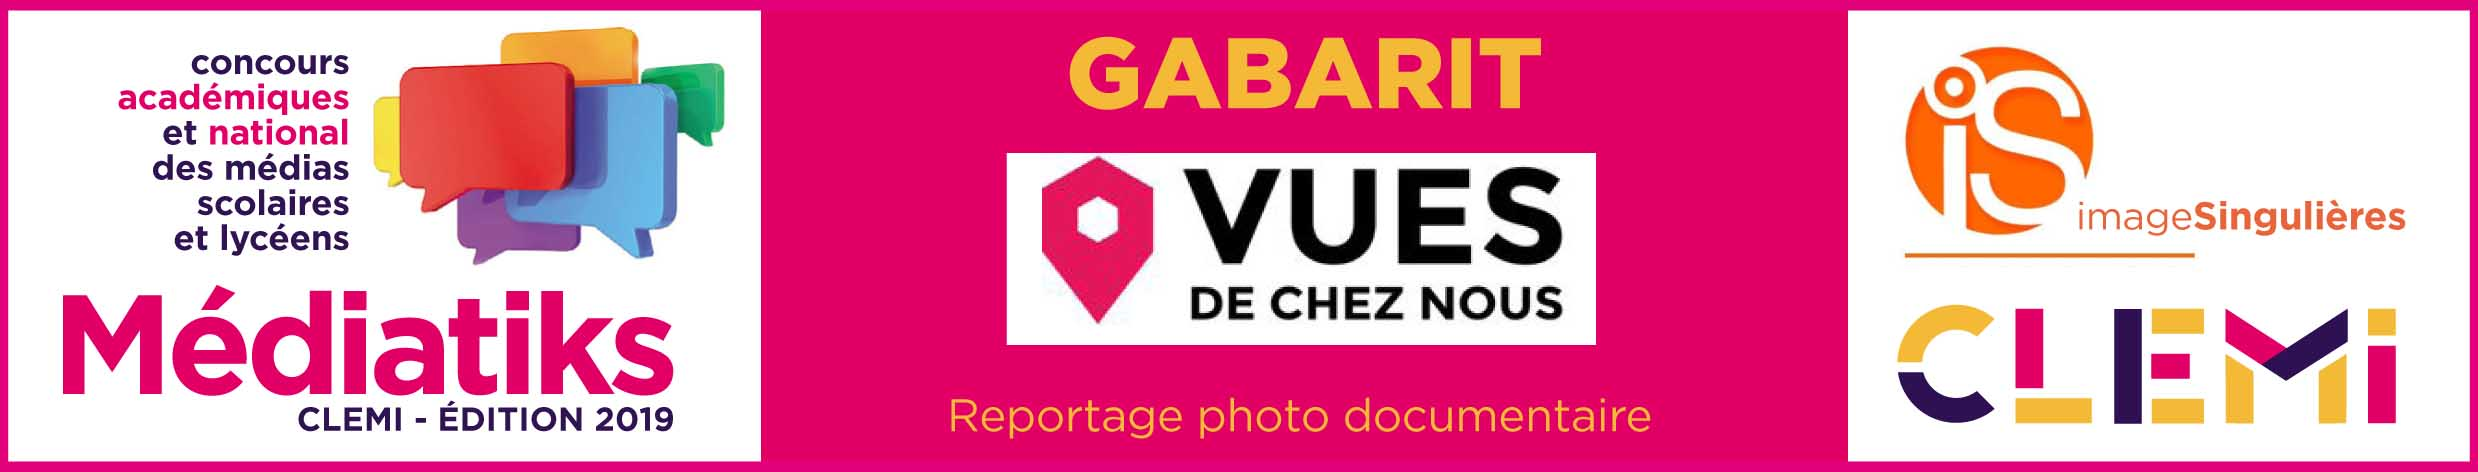 concours
académiques
et national
des médias
scolaires
et lycéens
Médiatiks
CLEMI - ÉDITION 2019
GABARIT
VUES
DE CHEZ NOUS
Reportage photo documentaire
iS
imageSingulières
CLEMi